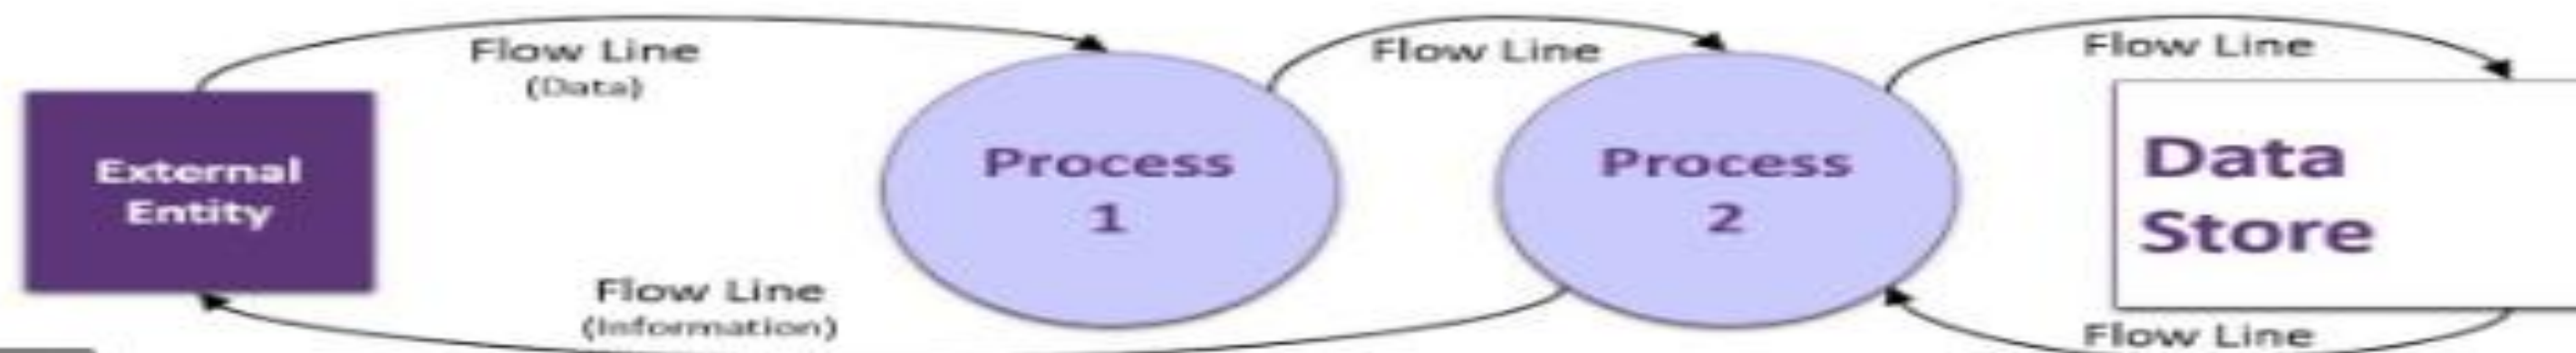 Flow Line
(Data)
Flow Line
Flow Line
External
Entity
Process
1
Process
2
Data
Store
Flow Line
(Information)
Flow Line